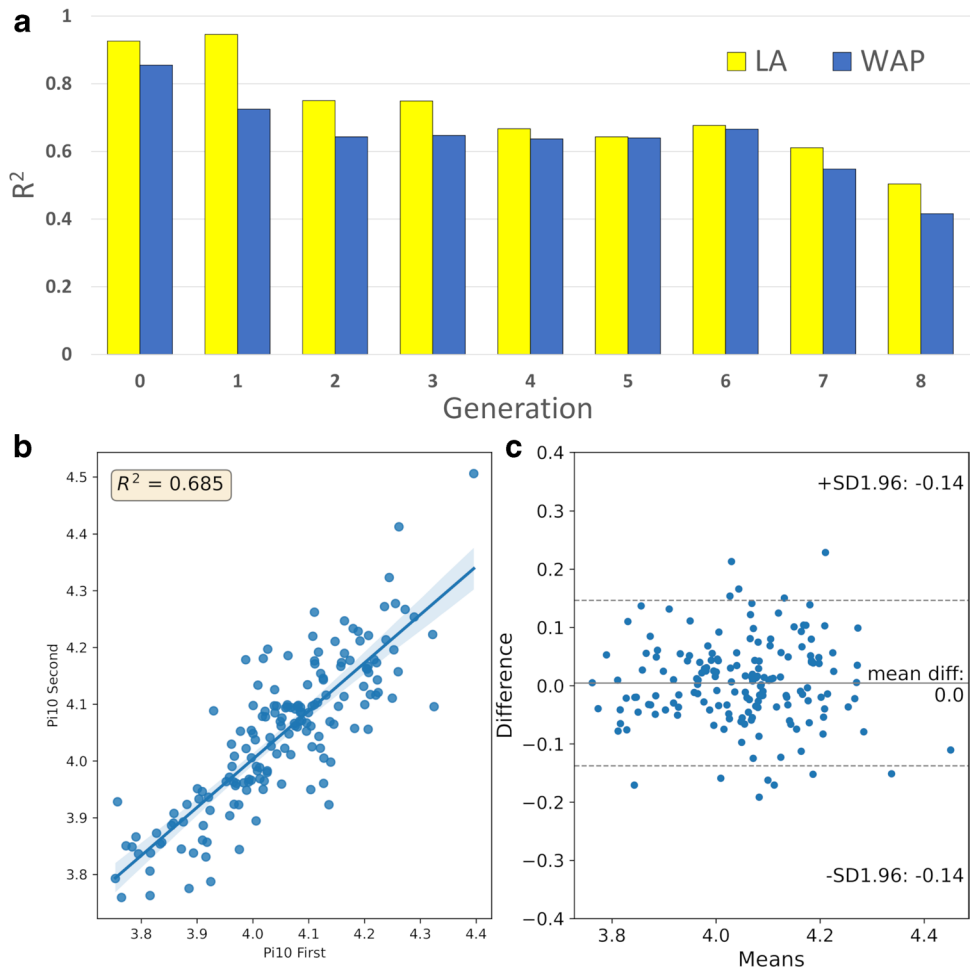 a
1
0.8
0.6
0.4
0.2
0
R²
LA
WAP
0 1 2 3 4 5 6 7 8
Generation
b
R² = 0.685
4.5
4.4
4.3
4.2
4.1
4.0
3.9
3.8
Pi10 Second
3.8 3.9 4.0 4.1 4.2 4.3 4.4
Pi10 First
c
0.4
0.3
0.2
0.1
0.0
-0.1
-0.2
-0.3
-0.4
Difference
+SD1.96: -0.14
mean diff:
0.0
-SD1.96: -0.14
3.8 4.0 4.2 4.4
Means